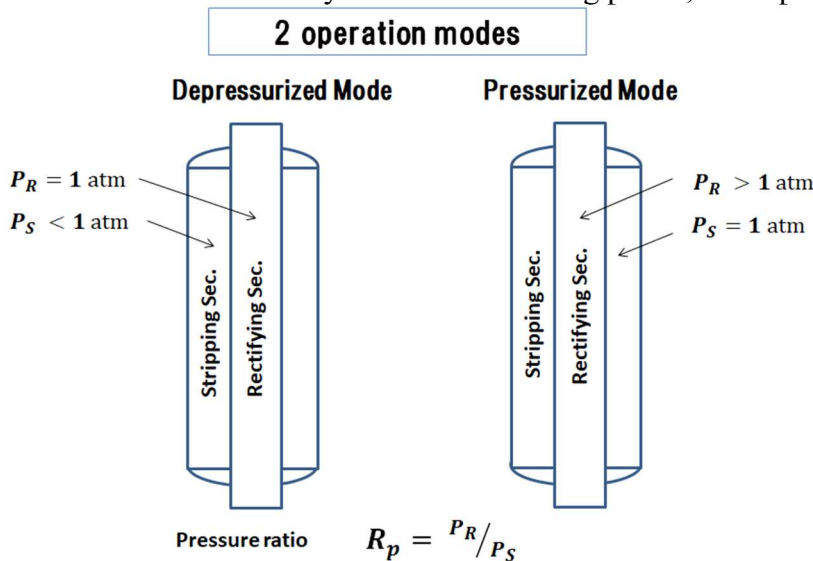 2 operation modes
Depressurized Mode
Pressurized Mode
P_R = 1 atm
P_S < 1 atm
P_R > 1 atm
P_S = 1 atm
Stripping Sec.
Rectifying Sec.
Stripping Sec.
Rectifying Sec.
Pressure ratio R_p = P_R/P_S